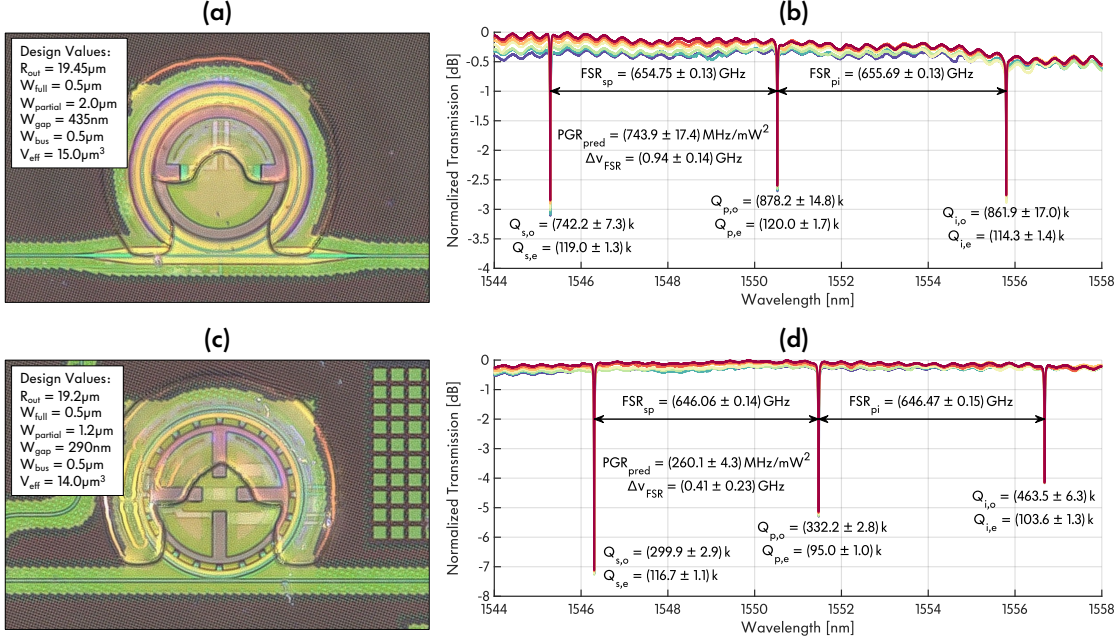 (a)
Design Values:
R_out = 19.45µm
W_full = 0.5µm
W_partial = 2.0µm
W_gap = 435nm
W_bus = 0.5µm
V_eff = 15.0µm³
(b)
Normalized Transmission [dB]
0
-0.5
-1
-1.5
-2
-2.5
-3
-3.5
-4
FSR_sp = (654.75 ± 0.13) GHz
FSR_pi = (655.69 ± 0.13) GHz
PGR_pred = (743.9 ± 17.4) MHz/mW²
Δv_FSR = (0.94 ± 0.14) GHz
Q_s,o = (742.2 ± 7.3) k
Q_s,e = (119.0 ± 1.3) k
Q_p,o = (878.2 ± 14.8) k
Q_p,e = (120.0 ± 1.7) k
Q_i,o = (861.9 ± 17.0) k
Q_i,e = (114.3 ± 1.4) k
1544 1546 1548 1550 1552 1554 1556 1558
Wavelength [nm]
(c)
Design Values:
R_out = 19.2µm
W_full = 0.5µm
W_partial = 1.2µm
W_gap = 290nm
W_bus = 0.5µm
V_eff = 14.0µm³
(d)
Normalized Transmission [dB]
0
-1
-2
-3
-4
-5
-6
-7
-8
FSR_sp = (646.06 ± 0.14) GHz
FSR_pi = (646.47 ± 0.15) GHz
PGR_pred = (260.1 ± 4.3) MHz/mW²
Δv_FSR = (0.41 ± 0.23) GHz
Q_s,o = (299.9 ± 2.9) k
Q_s,e = (116.7 ± 1.1) k
Q_p,o = (332.2 ± 2.8) k
Q_p,e = (95.0 ± 1.0) k
Q_i,o = (463.5 ± 6.3) k
Q_i,e = (103.6 ± 1.3) k
1544 1546 1548 1550 1552 1554 1556 1558
Wavelength [nm]